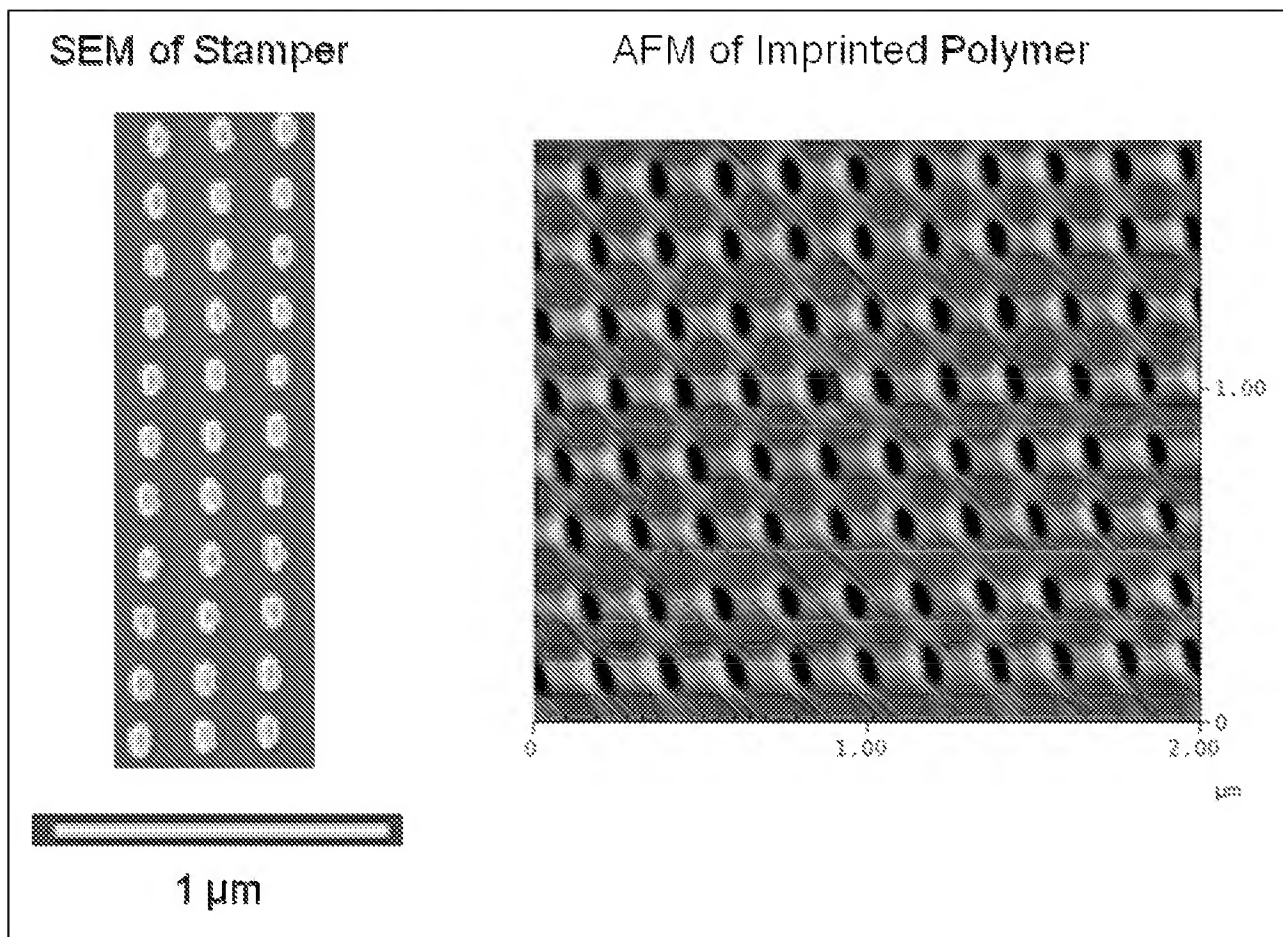 SEM of Stamper
AFM of Imprinted Polymer
1.00
0
0 1.00 2.00
µm
1 µm